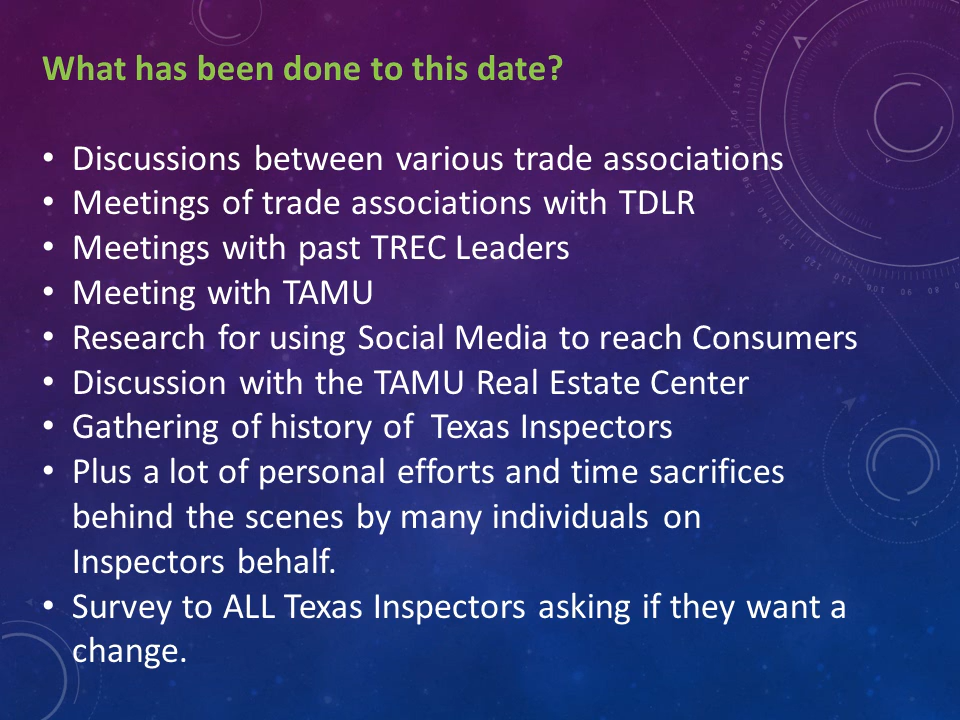 What has been done to this date?
• Discussions between various trade associations
• Meetings of trade associations with TDLR
• Meetings with past TREC Leaders
• Meeting with TAMU
• Research for using Social Media to reach Consumers
• Discussion with the TAMU Real Estate Center
• Gathering of history of  Texas Inspectors
• Plus a lot of personal efforts and time sacrifices
behind the scenes by many individuals on
Inspectors behalf.
• Survey to ALL Texas Inspectors asking if they want a
change.